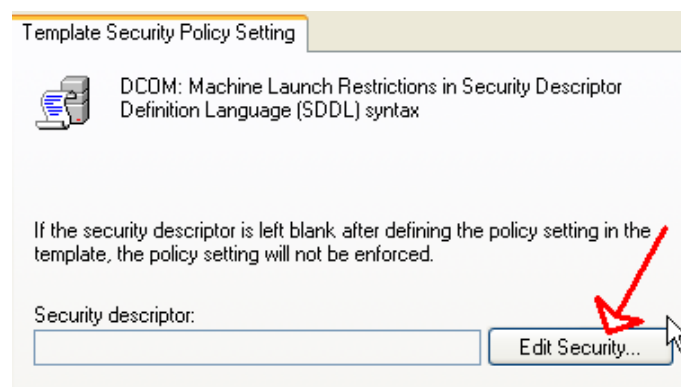 Template Security Policy Setting
DCOM: Machine Launch Restrictions in Security Descriptor
Definition Language (SDDL) syntax
If the security descriptor is left blank after defining the policy setting in the
template, the policy setting will not be enforced.
Security descriptor:
Edit Security...